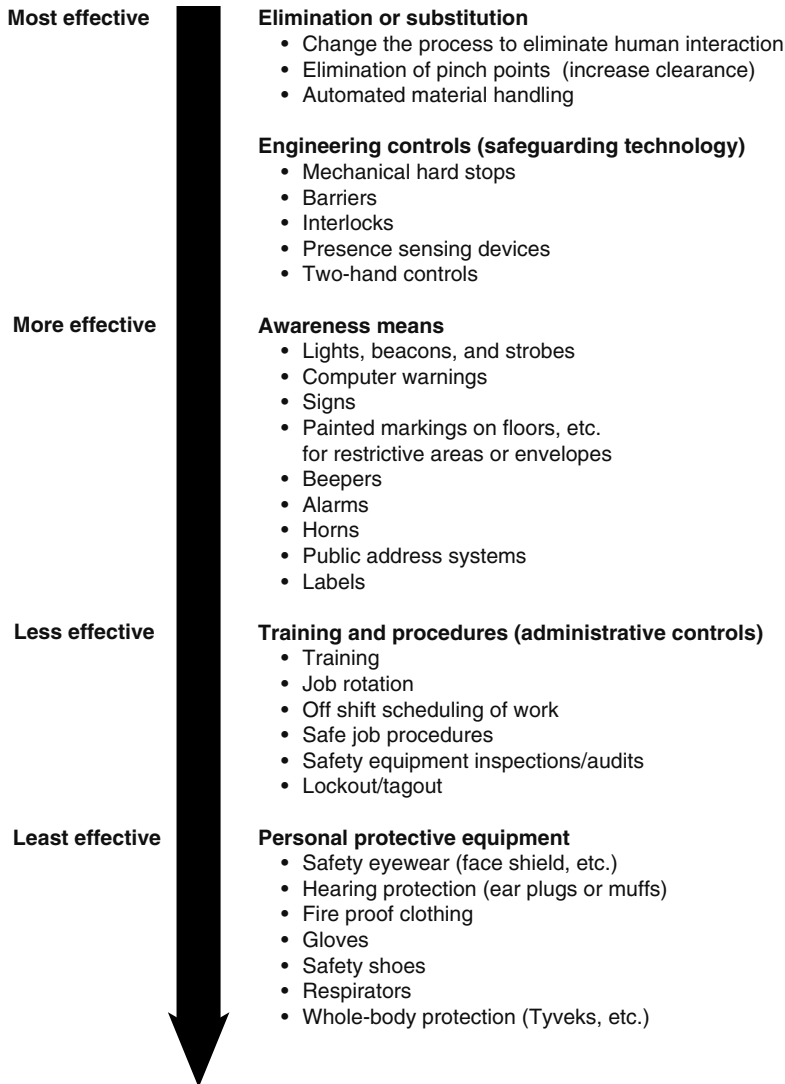 Most effective
Elimination or substitution
• Change the process to eliminate human interaction
• Elimination of pinch points (increase clearance)
• Automated material handling
Engineering controls (safeguarding technology)
• Mechanical hard stops
• Barriers
• Interlocks
• Presence sensing devices
• Two-hand controls
More effective
Awareness means
• Lights, beacons, and strobes
• Computer warnings
• Signs
• Painted markings on floors, etc.
for restrictive areas or envelopes
• Beepers
• Alarms
• Horns
• Public address systems
• Labels
Less effective
Training and procedures (administrative controls)
• Training
• Job rotation
• Off shift scheduling of work
• Safe job procedures
• Safety equipment inspections/audits
• Lockout/tagout
Least effective
Personal protective equipment
• Safety eyewear (face shield, etc.)
• Hearing protection (ear plugs or muffs)
• Fire proof clothing
• Gloves
• Safety shoes
• Respirators
• Whole-body protection (Tyveks, etc.)